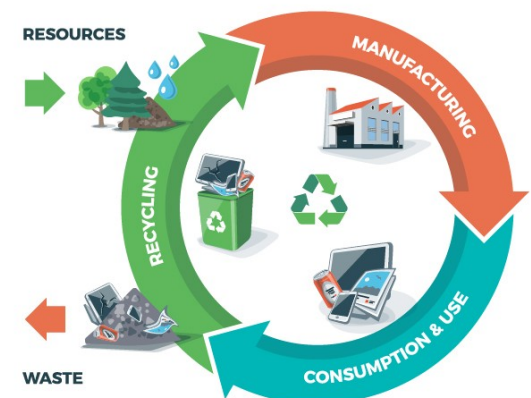 RESOURCES
MANUFACTURING
RECYCLING
CONSUMPTION & USE
WASTE